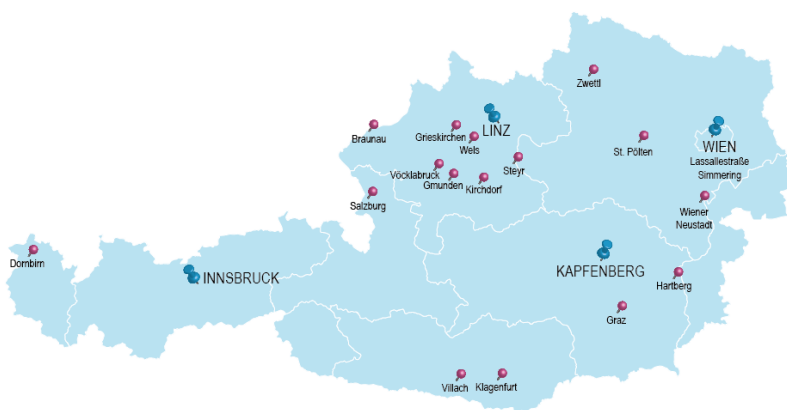 Zwettl
Braunau
Grieskirchen
LINZ
Wels
St. Pölten
WIEN
Lassallestraße
Simmering
Vöcklabruck
Gmunden
Kirchdorf
Steyr
Salzburg
Wiener
Neustadt
Dornbirn
INNSBRUCK
KAPFENBERG
Hartberg
Graz
Villach
Klagenfurt